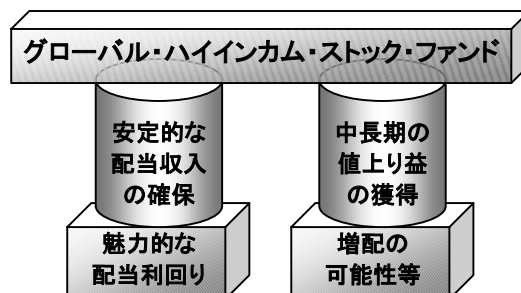 グローバル・ハイインカム・ストック・ファンド
安定的な
配当収入
の確保
中長期の
値上り益
の獲得
魅力的な
配当利回り
増配の
可能性等